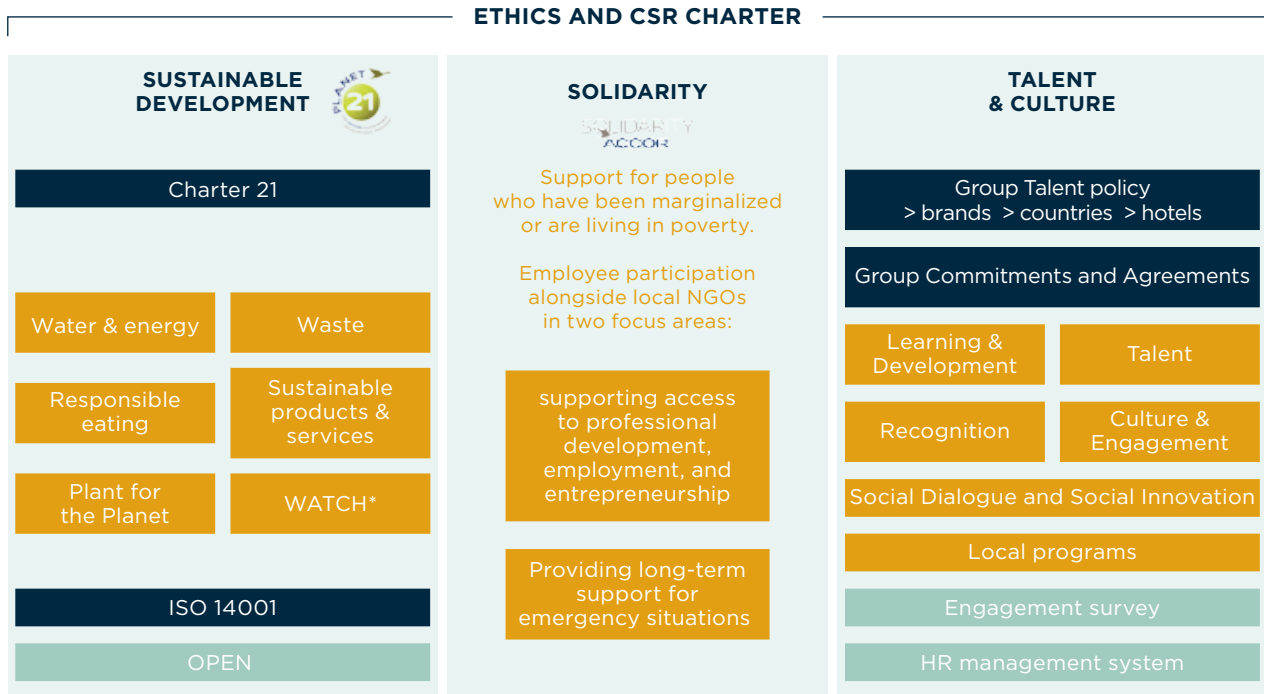 ETHICS AND CSR CHARTER
SUSTAINABLE
DEVELOPMENT
PLANET
21
Charter 21
Water & energy
Waste
Responsible
eating
Sustainable
products &
services
Plant for
the Planet
WATCH*
ISO 14001
OPEN
SOLIDARITY
SOLIDARITY
ACCOR
Support for people
who have been marginalized
or are living in poverty.
Employee participation
alongside local NGOs
in two focus areas:
supporting access
to professional
development,
employment, and
entrepreneurship
Providing long-term
support for
emergency situations
TALENT
& CULTURE
Group Talent policy
> brands > countries > hotels
Group Commitments and Agreements
Learning &
Development
Talent
Recognition
Culture &
Engagement
Social Dialogue and Social Innovation
Local programs
Engagement survey
HR management system